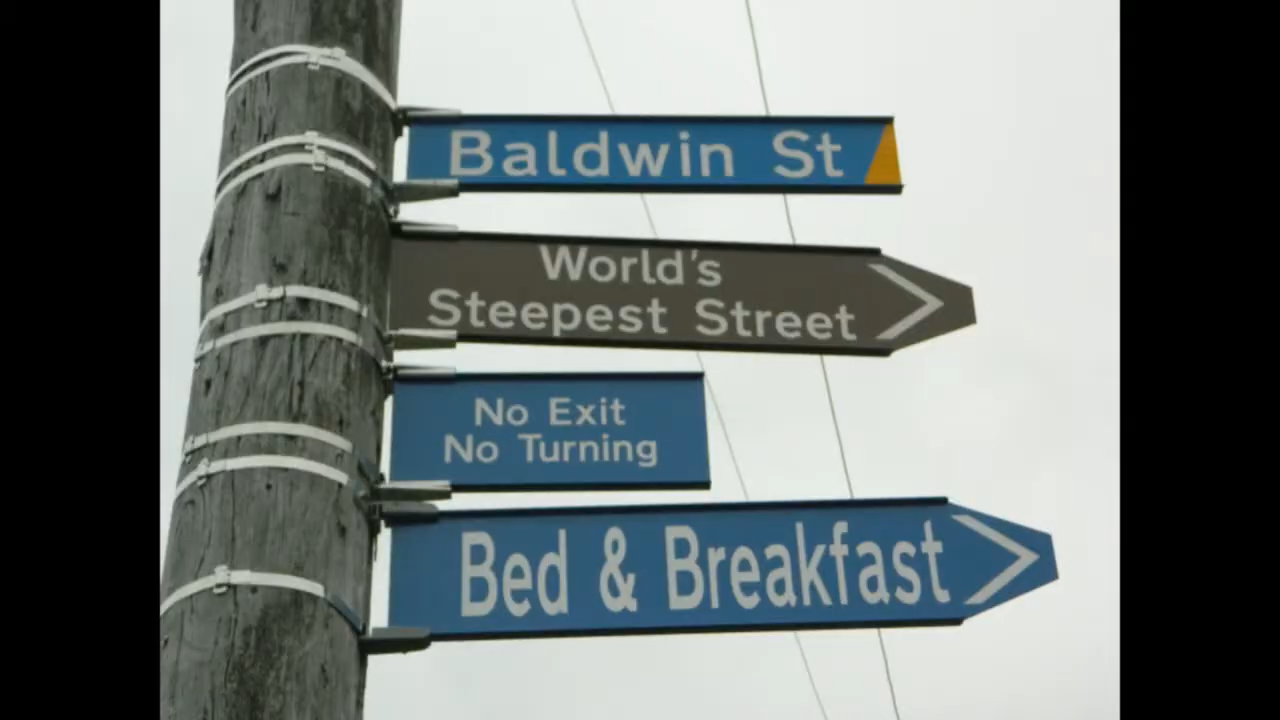 Baldwin St
World's
Steepest Street
No Exit
No Turning
Bed & Breakfast